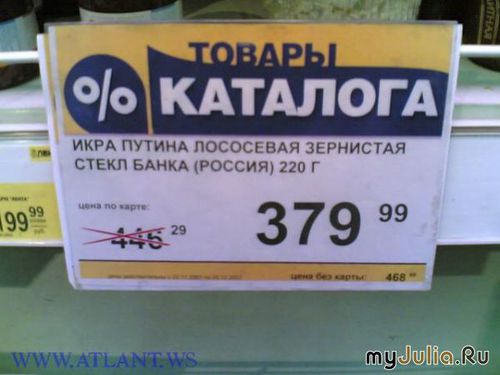 ТОВАРЫ
% КАТАЛОГА
ИКРА ПУТИНА ЛОСОСЕВАЯ ЗЕРНИСТАЯ
СТЕКЛ БАНКА (РОССИЯ) 220 Г
цена по карте:
446 29
379 99
199 99
цена без карты: 468
WWW.ATLANT.WS
myJulia.Ru